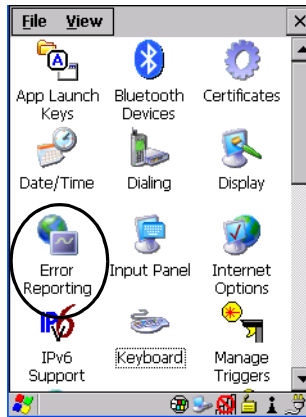 File View
App Launch Bluetooth Certificates
Keys Devices
Date/Time Dialing Display
Error Input Panel Internet
Reporting Options
IPv6
IPv6 Keyboard Manage
Support Triggers